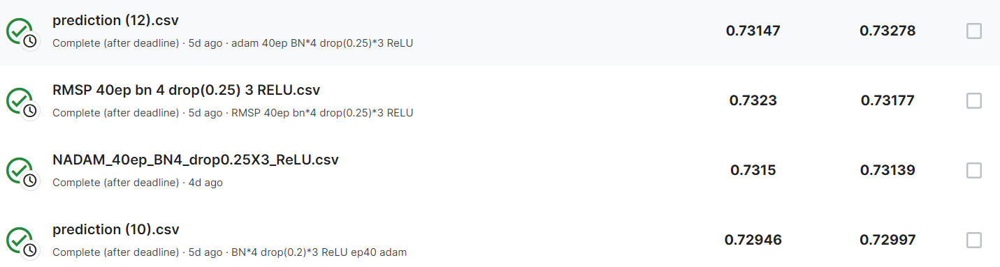 prediction (12).csv
Complete (after deadline) · 5d ago · adam 40ep BN*4 drop(0.25)*3 ReLU
0.73147 0.73278
RMSP 40ep bn 4 drop(0.25) 3 RELU.csv
Complete (after deadline) · 5d ago · RMSP 40ep bn*4 drop(0.25)*3 RELU
0.7323 0.73177
NADAM_40ep_BN4_drop0.25X3_ReLU.csv
Complete (after deadline) · 4d ago
0.7315 0.73139
prediction (10).csv
Complete (after deadline) · 5d ago · BN*4 drop(0.2)*3 ReLU ep40 adam
0.72946 0.72997